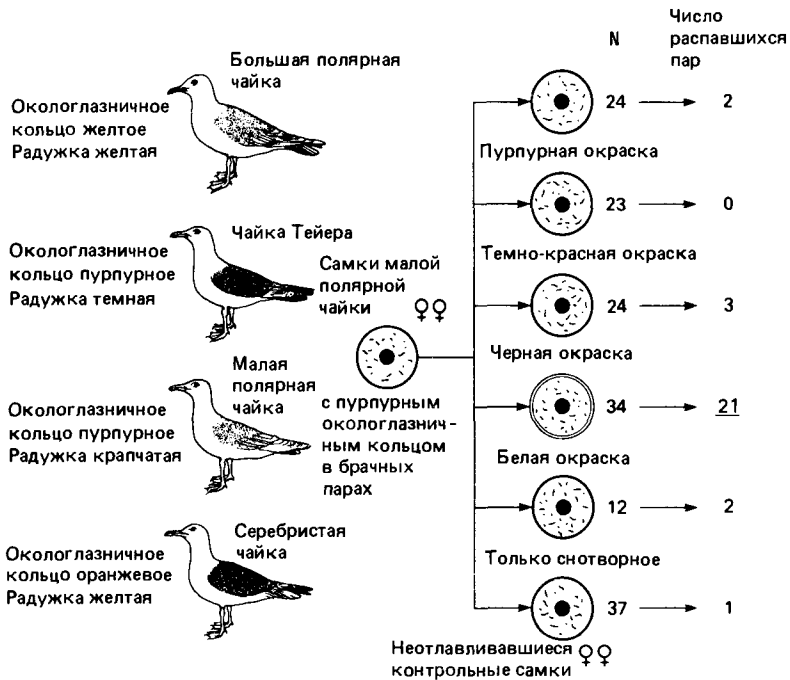 Число
N
распавшихся
пар
Большая полярная
чайка
Окологлазничное
кольцо желтое
Радужка желтая
24
2
Пурпурная окраска
Чайка Тейера
Окологлазничное
кольцо пурпурное
Радужка темная
23
0
Темно-красная окраска
Самки малой
полярной
чайки ♀♀
24
3
Черная окраска
Малая
полярная
чайка
Окологлазничное
кольцо пурпурное
Радужка крапчатая
с пурпурным
окологлазнич-
ным кольцом
в брачных
парах
34
21
Белая окраска
Серебристая
чайка
Окологлазничное
кольцо оранжевое
Радужка желтая
12
2
Только снотворное
37
1
Неотлавливавшиеся ♀♀
контрольные самки